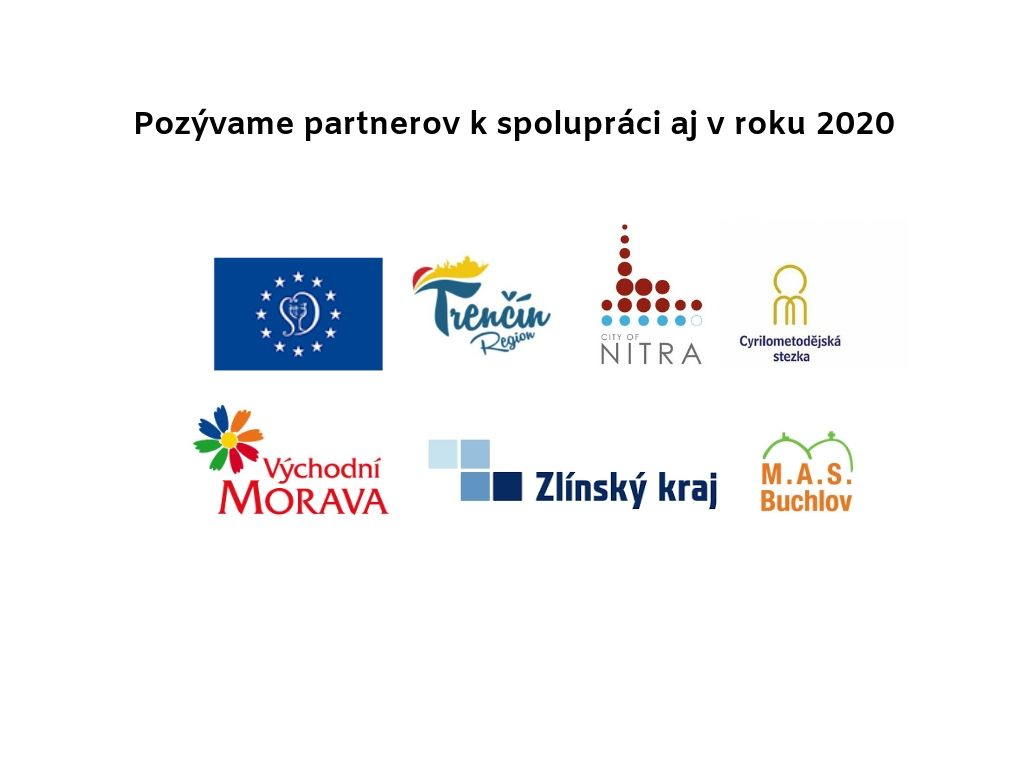 Pozývame partnerov k spolupráci aj v roku 2020
Trenčín
Region
CITY OF
NITRA
Cyrilometodějská
stezka
Východní
MORAVA
Zlínský kraj
M.A.S.
Buchlov